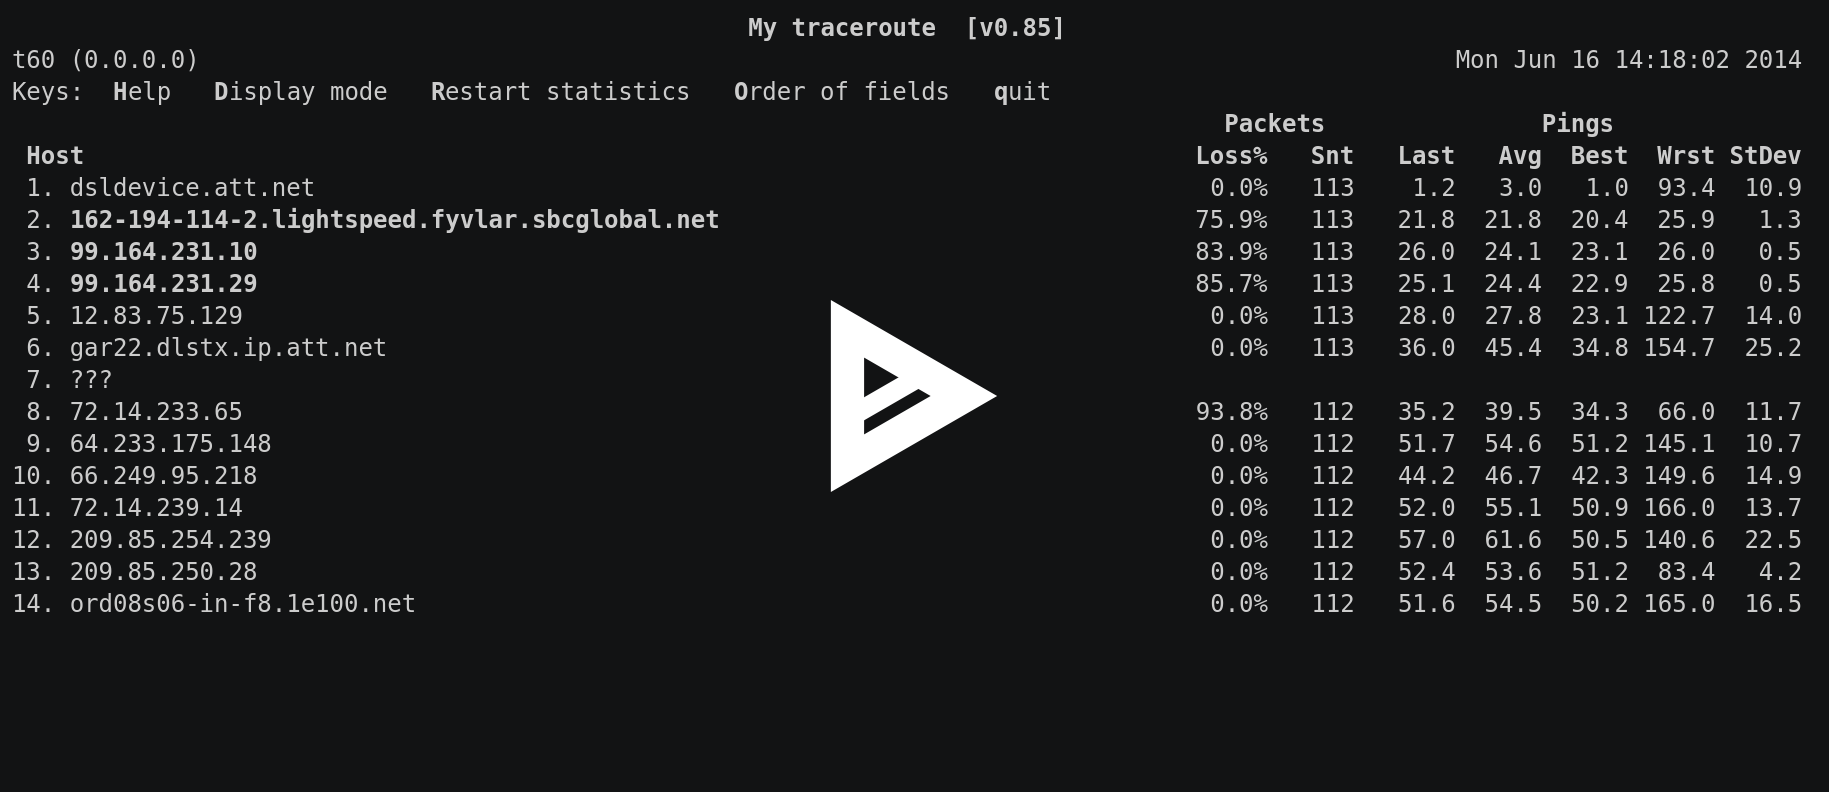 My traceroute  [v0.85]
t60 (0.0.0.0)                                                                                       Mon Jun 16 14:18:02 2014
Keys:  Help   Display mode   Restart statistics   Order of fields   quit
Packets               Pings
Host                                                                              Loss%   Snt   Last   Avg  Best  Wrst StDev
1. dsldevice.att.net                                                               0.0%   113    1.2   3.0   1.0  93.4  10.9
2. 162-194-114-2.lightspeed.fyvlar.sbcglobal.net                                  75.9%   113   21.8  21.8  20.4  25.9   1.3
3. 99.164.231.10                                                                  83.9%   113   26.0  24.1  23.1  26.0   0.5
4. 99.164.231.29                                                                  85.7%   113   25.1  24.4  22.9  25.8   0.5
5. 12.83.75.129                                                                    0.0%   113   28.0  27.8  23.1 122.7  14.0
6. gar22.dlstx.ip.att.net                                                          0.0%   113   36.0  45.4  34.8 154.7  25.2
7. ???
8. 72.14.233.65                                                                   93.8%   112   35.2  39.5  34.3  66.0  11.7
9. 64.233.175.148                                                                  0.0%   112   51.7  54.6  51.2 145.1  10.7
10. 66.249.95.218                                                                  0.0%   112   44.2  46.7  42.3 149.6  14.9
11. 72.14.239.14                                                                   0.0%   112   52.0  55.1  50.9 166.0  13.7
12. 209.85.254.239                                                                 0.0%   112   57.0  61.6  50.5 140.6  22.5
13. 209.85.250.28                                                                  0.0%   112   52.4  53.6  51.2  83.4   4.2
14. ord08s06-in-f8.1e100.net                                                       0.0%   112   51.6  54.5  50.2 165.0  16.5